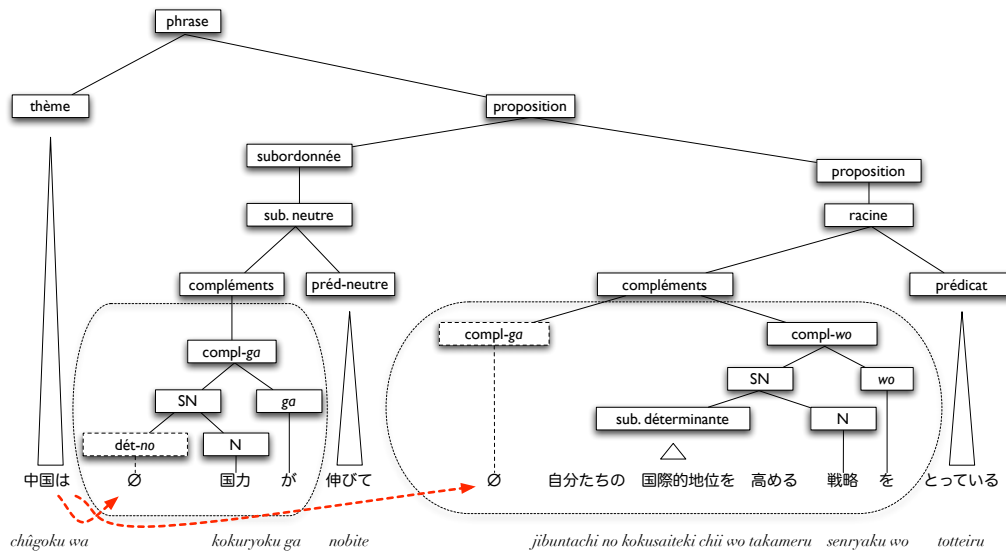 phrase
thème proposition
subordonnée
proposition
sub. neutre racine
compléments préd-neutre compléments prédicat
compl-ga compl-wo
compl-ga
SN wo
SN ga
sub. déterminante N
dét-no N
中国は Ø 国力 が 伸びて Ø 自分たちの 国際的地位を 高める 戦略 を とっている
chûgoku wa kokuryoku ga nobite jibuntachi no kokusaiteki chii wo takameru senryaku wo totteiru